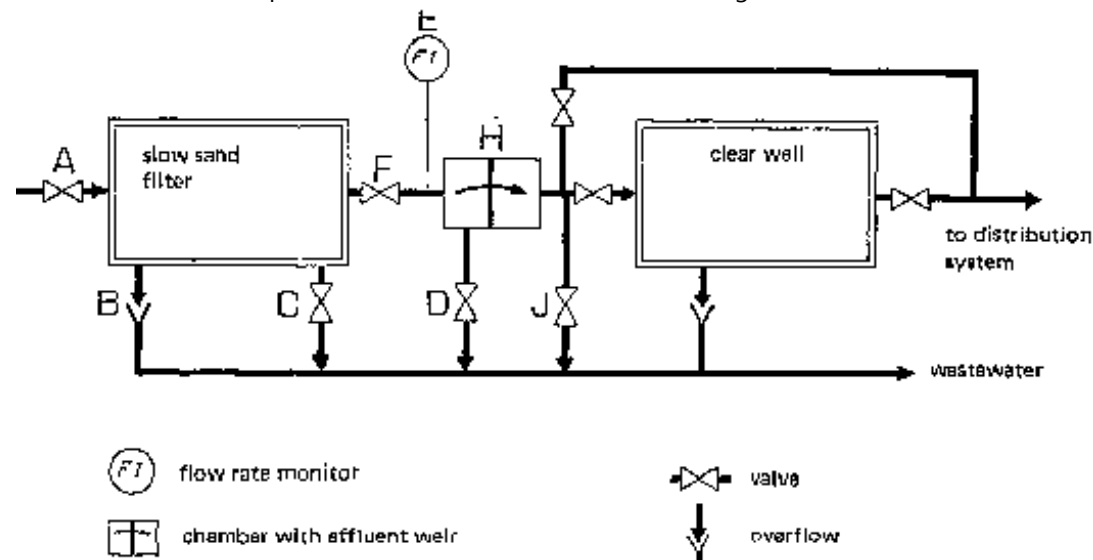 E
FI
H
A
slow sand
filter
F
clear well
to distribution
system
B
C
D
J
wastewater
FI
flow rate monitor
valve
chamber with effluent weir
overflow